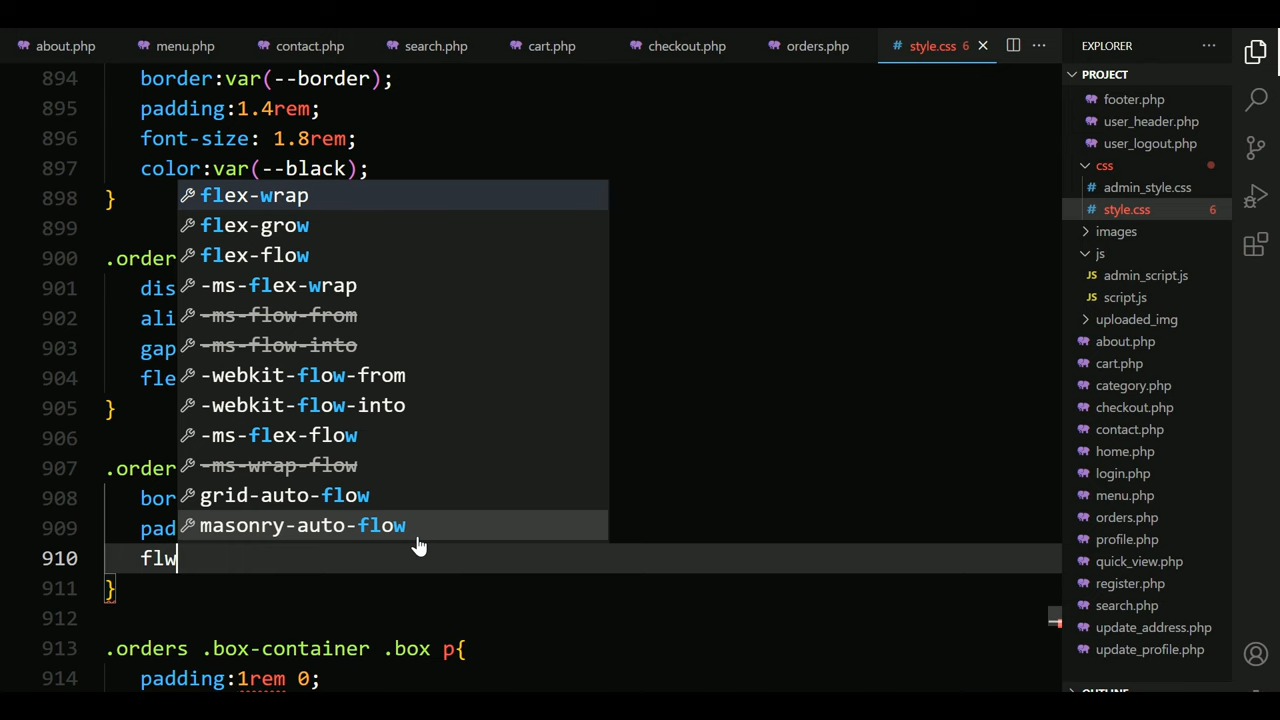 about.php menu.php contact.php search.php cart.php checkout.php orders.php # style.css 6 × ··· EXPLORER ···
PROJECT
footer.php
user_header.php
user_logout.php
css
# admin_style.css
# style.css 6
images
js
JS admin_script.js
JS script.js
uploaded_img
about.php
cart.php
category.php
checkout.php
contact.php
home.php
login.php
menu.php
orders.php
profile.php
quick_view.php
register.php
search.php
update_address.php
update_profile.php
894 border:var(--border);
895 padding:1.4rem;
896 font-size: 1.8rem;
897 color:var(--black);
898 }
899
900 .order
901 dis
902 ali
903 gap
904 fle
905 }
906
907 .order
908 bor
909 pad
910 flw
911 }
912
913 .orders .box-container .box p{
914 padding:1rem 0;
flex-wrap
flex-grow
flex-flow
-ms-flex-wrap
-ms-flow-from
-ms-flow-into
-webkit-flow-from
-webkit-flow-into
-ms-flex-flow
-ms-wrap-flow
grid-auto-flow
masonry-auto-flow